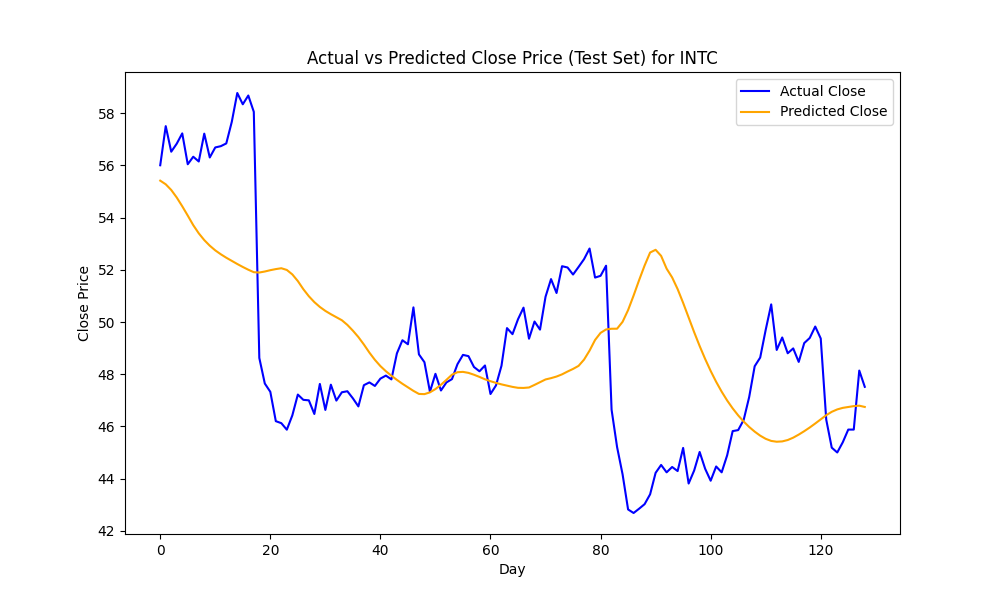 Actual vs Predicted Close Price (Test Set) for INTC
Actual Close
Predicted Close
Close Price
58
56
54
52
50
48
46
44
42
0 20 40 60 80 100 120
Day